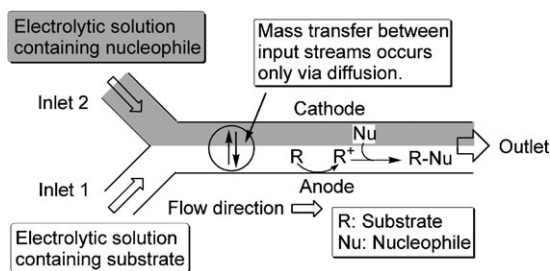 Electrolytic solution
containing nucleophile
Mass transfer between
input streams occurs
only via diffusion.
Inlet 2
Cathode
Nu
R
R+
R-Nu
Outlet
Inlet 1
Anode
Flow direction
R: Substrate
Nu: Nucleophile
Electrolytic solution
containing substrate